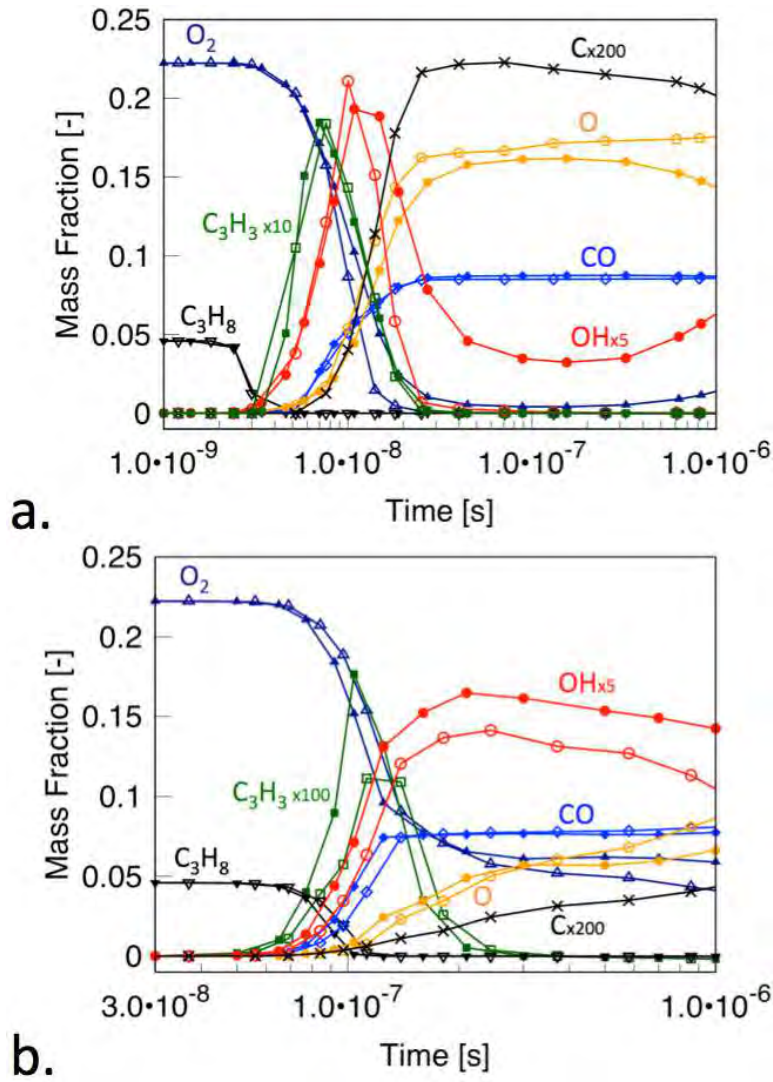 0.25
O₂
Cx200
0.2
O
0.15
C₃H₃ x10
Mass Fraction [-]
0.1
CO
C₃H₈
0.05
OHx5
0
1.0•10⁻⁹
1.0•10⁻⁸
1.0•10⁻⁷
1.0•10⁻⁶
Time [s]
a.
0.25
O₂
0.2
OHx5
0.15
Mass Fraction [-]
C₃H₃ x100
0.1
CO
C₃H₈
0.05
O
Cx200
0
3.0•10⁻⁸
1.0•10⁻⁷
1.0•10⁻⁶
Time [s]
b.